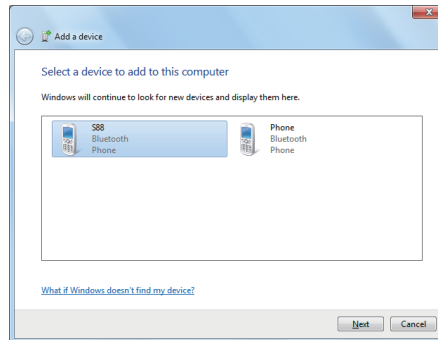 Add a device
Select a device to add to this computer
Windows will continue to look for new devices and display them here.
S88
Bluetooth
Phone
Phone
Bluetooth
Phone
What if Windows doesn't find my device?
Next
Cancel